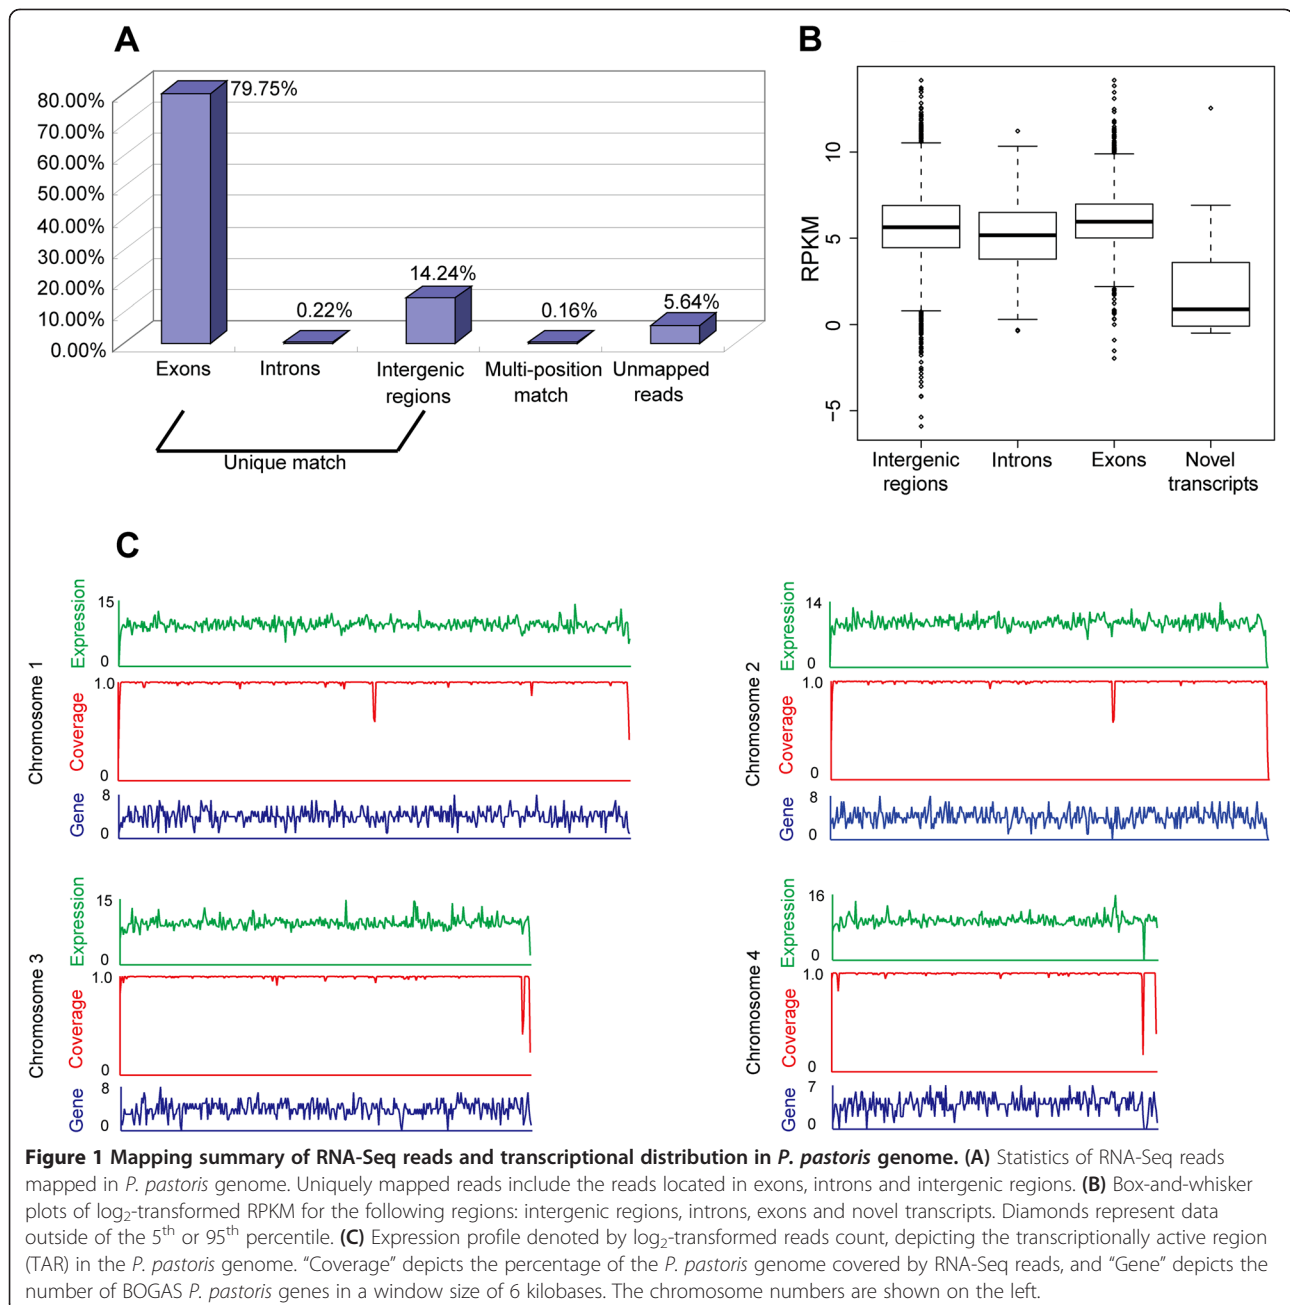 A
80.00%
70.00%
60.00%
50.00%
40.00%
30.00%
20.00%
10.00%
0.00%
79.75%
0.22%
14.24%
0.16%
5.64%
Exons
Introns
Intergenic
regions
Multi-position
match
Unmapped
reads
Unique match
B
RPKM
10
5
0
−5
Intergenic
regions
Introns
Exons
Novel
transcripts
C
Chromosome 1
Expression
15
0
Coverage
1.0
0
Gene
8
0
Chromosome 2
Expression
14
0
Coverage
1.0
0
Gene
8
0
Chromosome 3
Expression
15
0
Coverage
1.0
0
Gene
8
0
Chromosome 4
Expression
16
0
Coverage
1.0
0
Gene
7
0
Figure 1 Mapping summary of RNA-Seq reads and transcriptional distribution in P. pastoris genome. (A) Statistics of RNA-Seq reads
mapped in P. pastoris genome. Uniquely mapped reads include the reads located in exons, introns and intergenic regions. (B) Box-and-whisker
plots of log2-transformed RPKM for the following regions: intergenic regions, introns, exons and novel transcripts. Diamonds represent data
outside of the 5th or 95th percentile. (C) Expression profile denoted by log2-transformed reads count, depicting the transcriptionally active region
(TAR) in the P. pastoris genome. “Coverage” depicts the percentage of the P. pastoris genome covered by RNA-Seq reads, and “Gene” depicts the
number of BOGAS P. pastoris genes in a window size of 6 kilobases. The chromosome numbers are shown on the left.